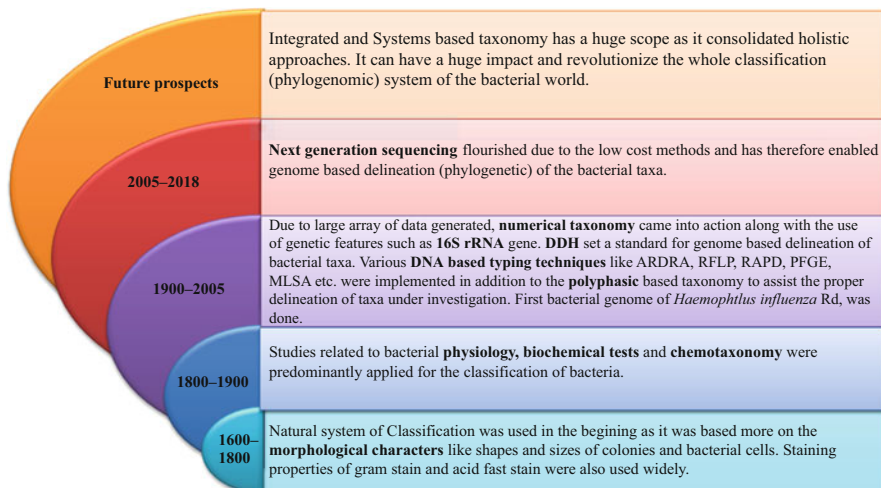 Future prospects
Integrated and Systems based taxonomy has a huge scope as it consolidated holistic
approaches. It can have a huge impact and revolutionize the whole classification
(phylogenomic) system of the bacterial world.
2005–2018
Next generation sequencing flourished due to the low cost methods and has therefore enabled
genome based delineation (phylogenetic) of the bacterial taxa.
1900–2005
Due to large array of data generated, numerical taxonomy came into action along with the use
of genetic features such as 16S rRNA gene. DDH set a standard for genome based delineation of
bacterial taxa. Various DNA based typing techniques like ARDRA, RFLP, RAPD, PFGE,
MLSA etc. were implemented in addition to the polyphasic based taxonomy to assist the proper
delineation of taxa under investigation. First bacterial genome of Haemophtlus influenza Rd, was
done.
1800–1900
Studies related to bacterial physiology, biochemical tests and chemotaxonomy were
predominantly applied for the classification of bacteria.
1600–
1800
Natural system of Classification was used in the begining as it was based more on the
morphological characters like shapes and sizes of colonies and bacterial cells. Staining
properties of gram stain and acid fast stain were also used widely.